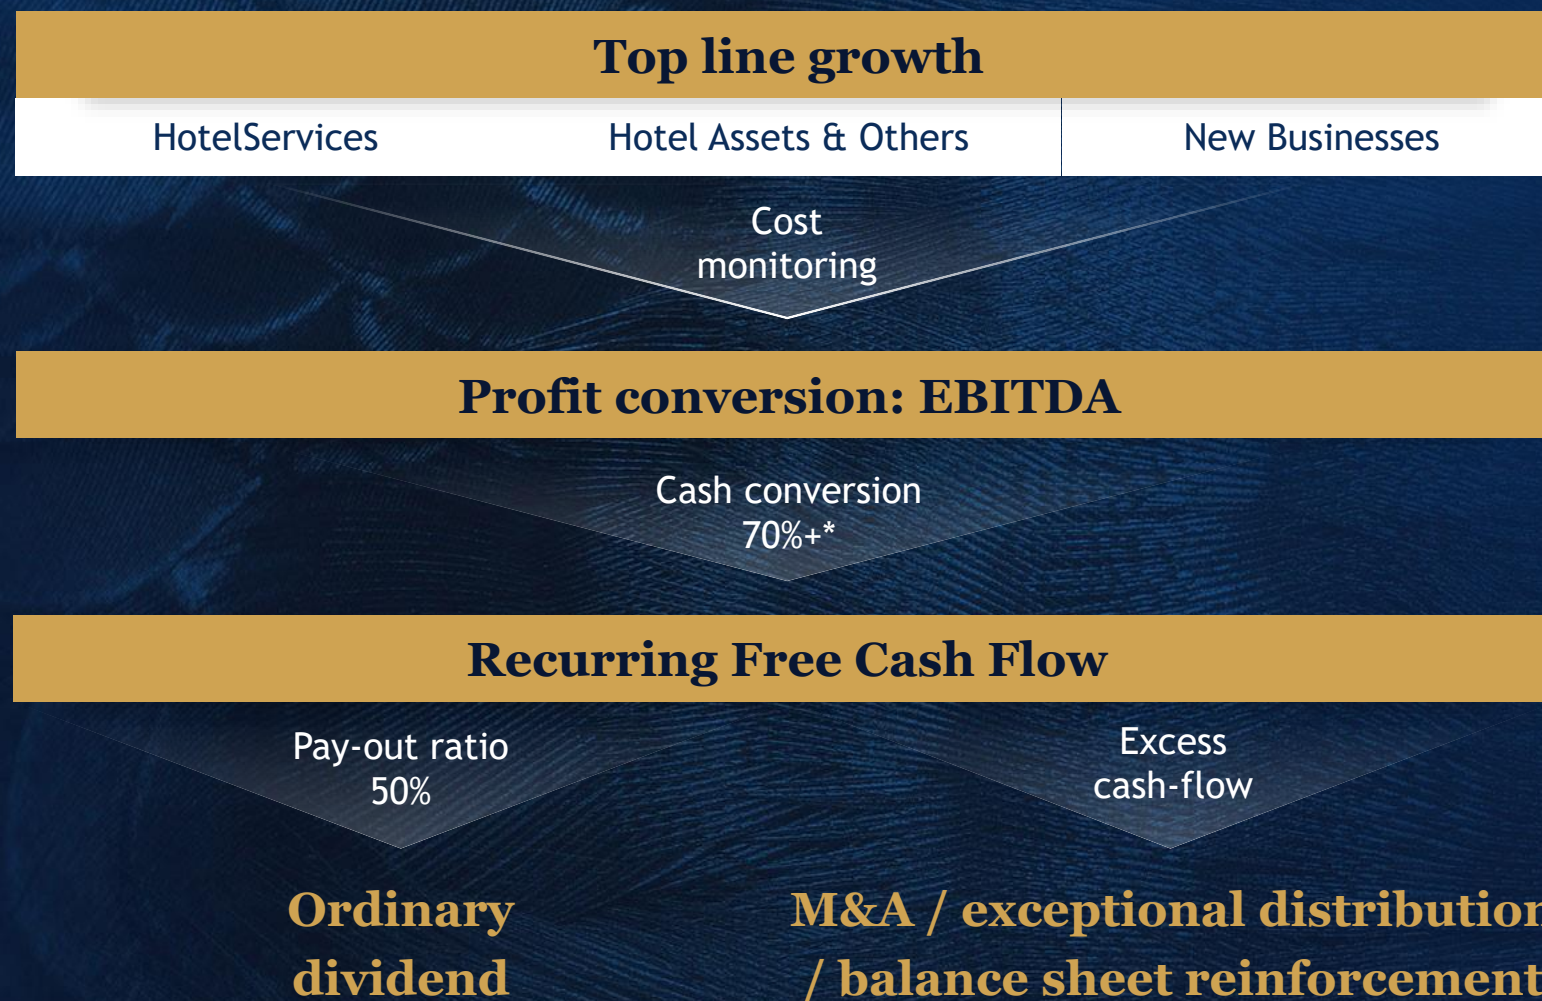 Top line growth
HotelServices
Hotel Assets & Others
New Businesses
Cost
monitoring
Profit conversion: EBITDA
Cash conversion
70%+*
Recurring Free Cash Flow
Pay-out ratio
50%
Excess
cash-flow
Ordinary
dividend
M&A / exceptional distribution
/ balance sheet reinforcement